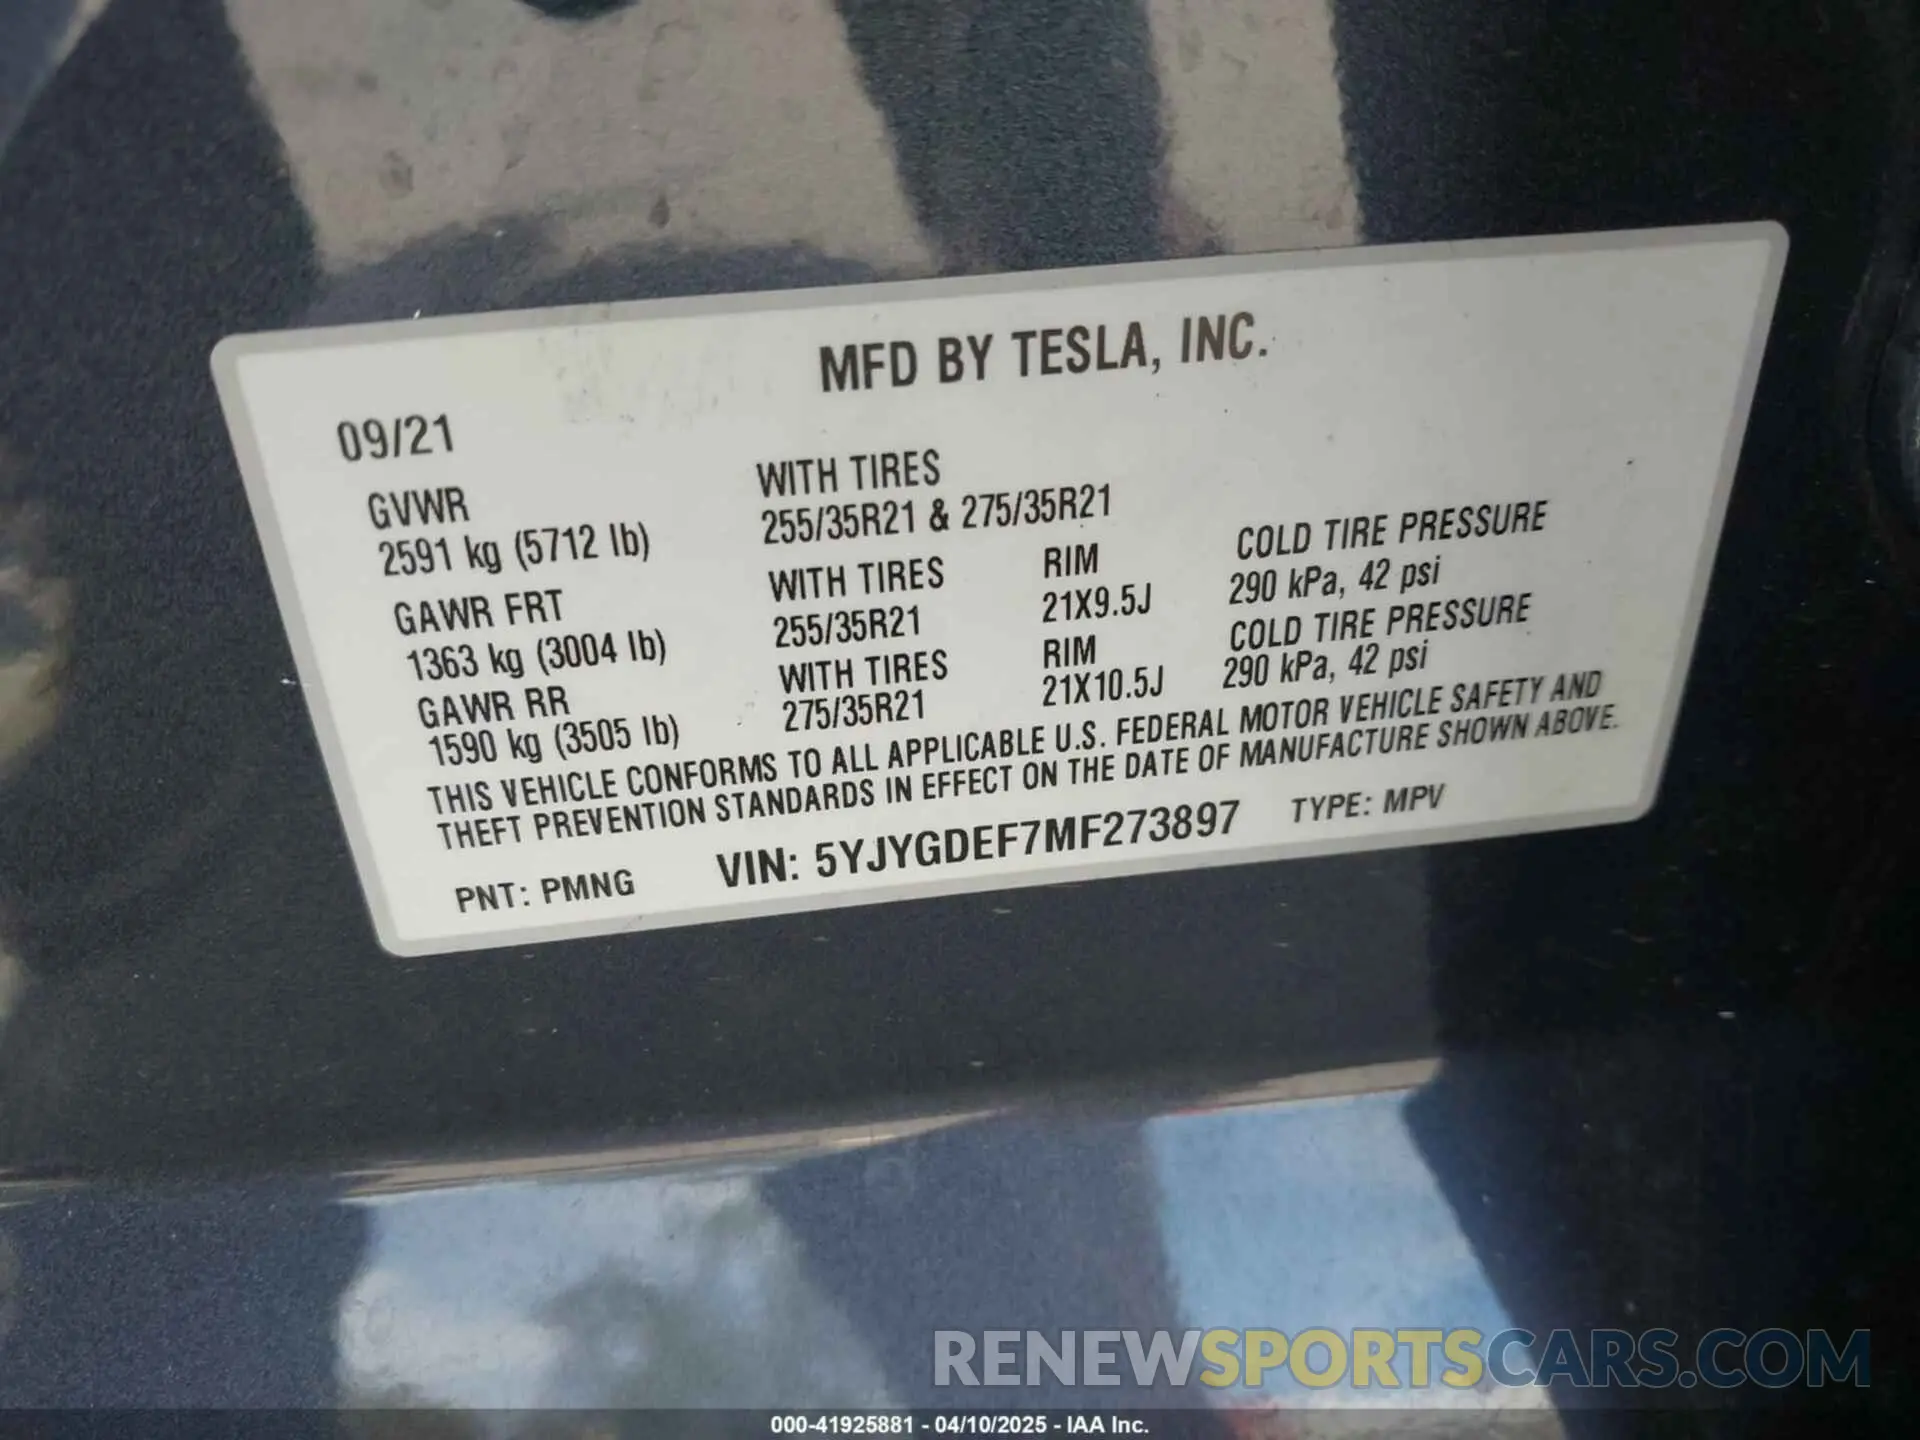 MFD BY TESLA, INC.
09/21
GVWR
2591 kg (5712 lb)
WITH TIRES
255/35R21 & 275/35R21
GAWR FRT
1363 kg (3004 lb)
WITH TIRES
255/35R21
RIM
21X9.5J
COLD TIRE PRESSURE
290 kPa, 42 psi
GAWR RR
1590 kg (3505 lb)
WITH TIRES
275/35R21
RIM
21X10.5J
COLD TIRE PRESSURE
290 kPa, 42 psi
THIS VEHICLE CONFORMS TO ALL APPLICABLE U.S. FEDERAL MOTOR VEHICLE SAFETY AND
THEFT PREVENTION STANDARDS IN EFFECT ON THE DATE OF MANUFACTURE SHOWN ABOVE.
PNT: PMNG VIN: 5YJYGDEF7MF273897 TYPE: MPV
RENEWSPORTSCARS.COM
000-41925881 - 04/10/2025 - IAA Inc.